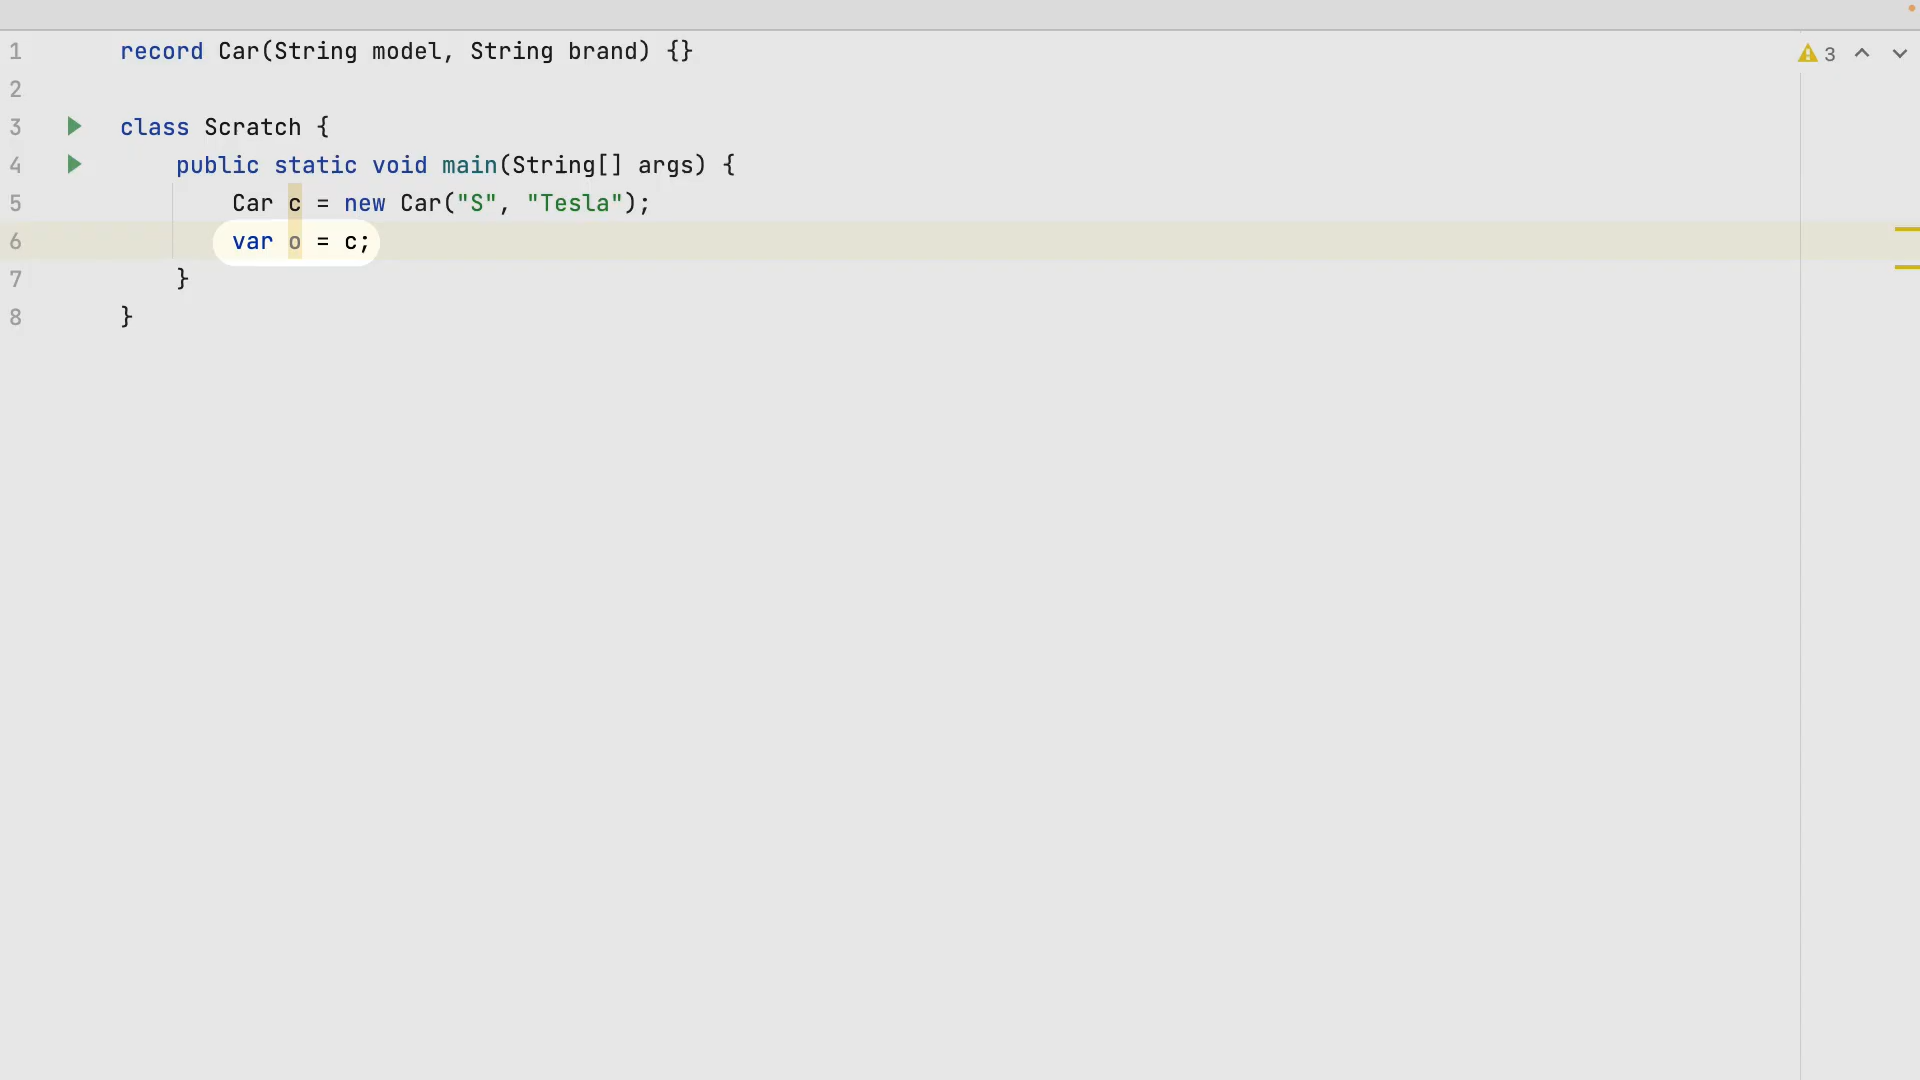 1 record Car(String model, String brand) {}
3
2
3 class Scratch {
4 public static void main(String[] args) {
5 Car c = new Car("S", "Tesla");
6 var o = c;
7 }
8 }